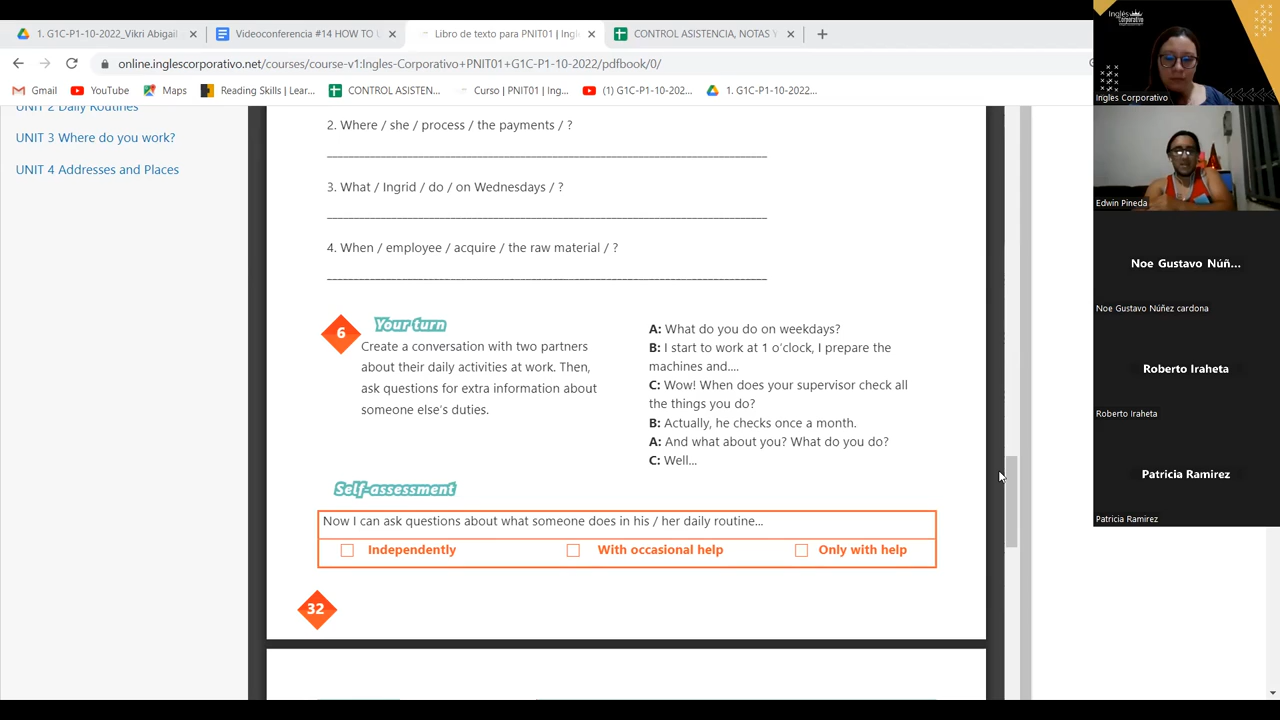 1. G1C-P1-10-2022_Vikri Abigail
Videoconferencia #14 HOW TO
Libro de texto para PNIT01 | Ingl
CONTROL ASISTENCIA, NOTAS Y
online.inglescorporativo.net/courses/course-v1:Ingles-Corporativo+PNIT01+G1C-P1-10-2022/pdfbook/0/
Gmail
YouTube
Maps
Reading Skills | Lear...
CONTROL ASISTEN...
Curso | PNIT01 | Ing...
(1) G1C-P1-10-202...
1. G1C-P1-10-2022...
UNIT 2 Daily Routines
UNIT 3 Where do you work?
UNIT 4 Addresses and Places
2. Where / she / process / the payments / ?
3. What / Ingrid / do / on Wednesdays / ?
4. When / employee / acquire / the raw material / ?
6
Your turn
Create a conversation with two partners
about their daily activities at work. Then,
ask questions for extra information about
someone else's duties.
A: What do you do on weekdays?
B: I start to work at 1 o'clock, I prepare the
machines and....
C: Wow! When does your supervisor check all
the things you do?
B: Actually, he checks once a month.
A: And what about you? What do you do?
C: Well...
Self-assessment
Now I can ask questions about what someone does in his / her daily routine...
Independently
With occasional help
Only with help
32
Inglés
Corporativo
Ingles Corporativo
Edwin Pineda
Noe Gustavo Núñ...
Noe Gustavo Núñez cardona
Roberto Iraheta
Roberto Iraheta
Patricia Ramirez
Patricia Ramirez